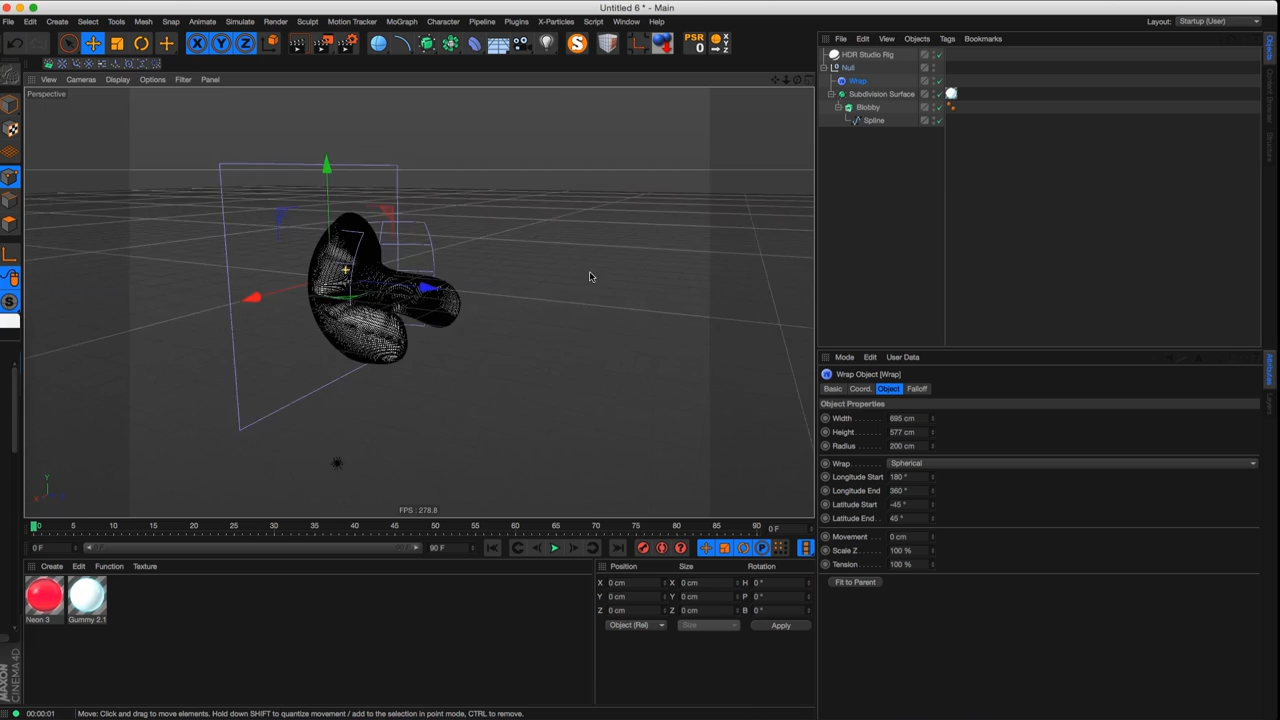 Untitled 6 * - Main
File Edit Create Select Tools Mesh Snap Animate Simulate Render Sculpt Motion Tracker MoGraph Character Pipeline Plugins X-Particles Script Window Help Layout: Startup (User)
X Y Z S PSR 0
File Edit View Objects Tags Bookmarks
View Cameras Display Options Filter Panel
Perspective
HDR Studio Rig
Null
Wrap
Subdivision Surface
Blobby
Spline
Objects
Content Browser
Structure
Mode Edit User Data
Wrap Object [Wrap]
Basic Coord. Object Falloff
Object Properties
Width 695 cm
Height 577 cm
Radius 200 cm
Wrap Spherical
Longitude Start 180 °
Longitude End 360 °
Latitude Start -45 °
Latitude End 45 °
Movement 0 cm
Scale Z 100 %
Tension 100 %
Fit to Parent
Attributes
Layers
Y
X
FPS : 278.8
0 5 10 15 20 25 30 35 40 45 50 55 60 65 70 75 80 85 90 0 F
0 F 90 F
Create Edit Function Texture
Neon 3
Gummy 2.1
Position Size Rotation
X 0 cm X 0 cm H 0 °
Y 0 cm Y 0 cm P 0 °
Z 0 cm Z 0 cm B 0 °
Object (Rel) Size Apply
MAXON CINEMA 4D
00:00:01 Move: Click and drag to move elements. Hold down SHIFT to quantize movement / add to the selection in point mode, CTRL to remove.